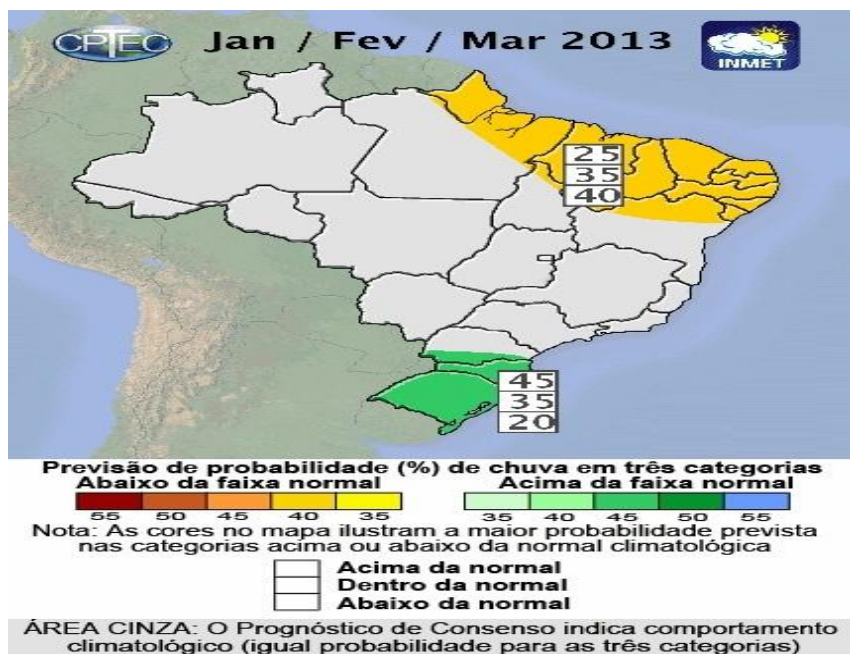 CPTEC Jan / Fev / Mar 2013
INMET
25
35
40
45
35
20
Previsão de probabilidade (%) de chuva em três categorias
Abaixo da faixa normal Acima da faixa normal
55 50 45 40 35 35 40 45 50 55
Nota: As cores no mapa ilustram a maior probabilidade prevista
nas categorias acima ou abaixo da normal climatológica
Acima da normal
Dentro da normal
Abaixo da normal
ÁREA CINZA: O Prognóstico de Consenso indica comportamento
climatológico (igual probabilidade para as três categorias)